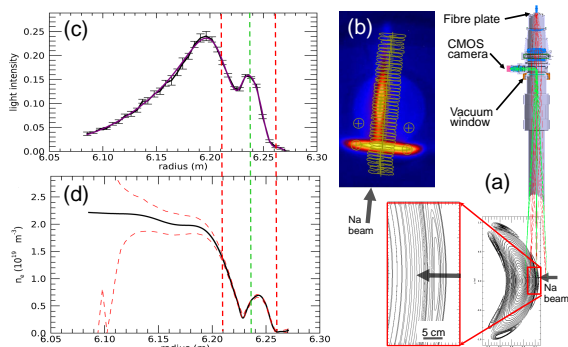 (c)
light intensity
0.25
0.20
0.15
0.10
0.05
0.00
6.05 6.10 6.15 6.20 6.25 6.30
radius (m)
(d)
nₑ (10¹⁹ m⁻³)
2.5
2.0
1.5
1.0
0.5
0.0
6.05 6.10 6.15 6.20 6.25 6.30
radius (m)
(b)
Na
beam
Fibre plate
CMOS
camera
Vacuum
window
(a)
Na
beam
5 cm